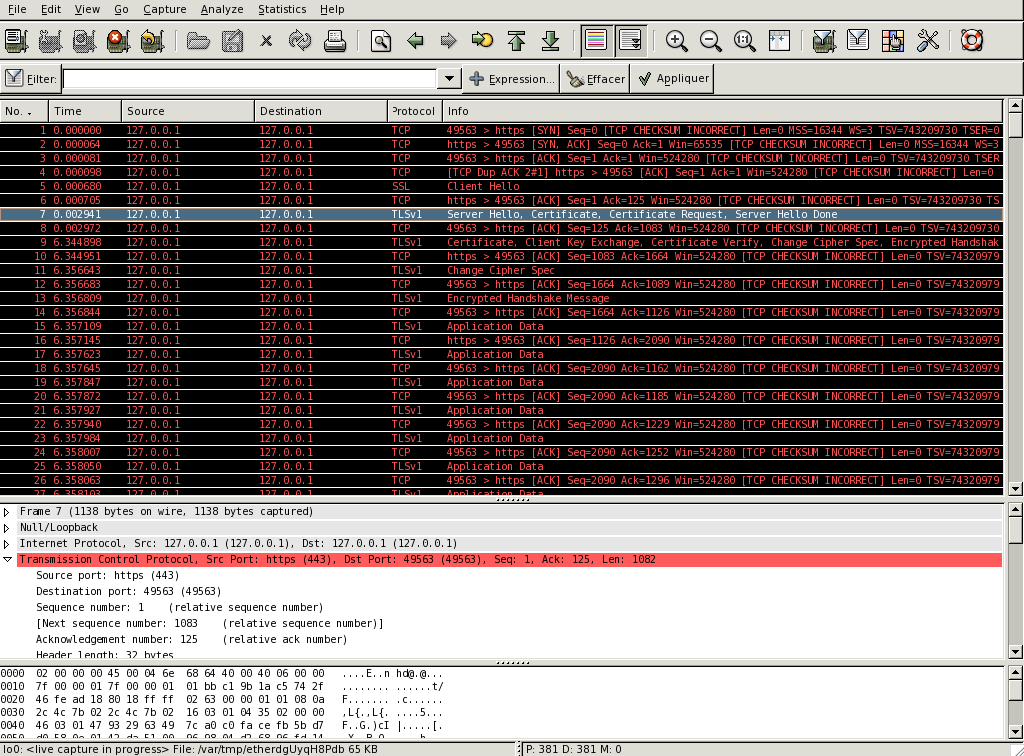 File Edit View Go Capture Analyze Statistics Help
Filter: Expression... Effacer Appliquer
No. . Time Source Destination Protocol Info
1 0.000000 127.0.0.1 127.0.0.1 TCP 49563 > https [SYN] Seq=0 [TCP CHECKSUM INCORRECT] Len=0 MSS=16344 WS=3 TSV=743209730 TSER=0
2 0.000064 127.0.0.1 127.0.0.1 TCP https > 49563 [SYN, ACK] Seq=0 Ack=1 Win=65535 [TCP CHECKSUM INCORRECT] Len=0 MSS=16344 WS=3
3 0.000081 127.0.0.1 127.0.0.1 TCP 49563 > https [ACK] Seq=1 Ack=1 Win=524280 [TCP CHECKSUM INCORRECT] Len=0 TSV=743209730 TSER
4 0.000098 127.0.0.1 127.0.0.1 TCP [TCP Dup ACK 2#1] https > 49563 [ACK] Seq=1 Ack=1 Win=524280 [TCP CHECKSUM INCORRECT] Len=0
5 0.000680 127.0.0.1 127.0.0.1 SSL Client Hello
6 0.000705 127.0.0.1 127.0.0.1 TCP https > 49563 [ACK] Seq=1 Ack=125 Win=524280 [TCP CHECKSUM INCORRECT] Len=0 TSV=743209730 TS
7 0.002941 127.0.0.1 127.0.0.1 TLSv1 Server Hello, Certificate, Certificate Request, Server Hello Done
8 0.002972 127.0.0.1 127.0.0.1 TCP 49563 > https [ACK] Seq=125 Ack=1083 Win=524280 [TCP CHECKSUM INCORRECT] Len=0 TSV=743209730
9 6.344898 127.0.0.1 127.0.0.1 TLSv1 Certificate, Client Key Exchange, Certificate Verify, Change Cipher Spec, Encrypted Handshak
10 6.344951 127.0.0.1 127.0.0.1 TCP https > 49563 [ACK] Seq=1083 Ack=1664 Win=524280 [TCP CHECKSUM INCORRECT] Len=0 TSV=74320979
11 6.356643 127.0.0.1 127.0.0.1 TLSv1 Change Cipher Spec
12 6.356683 127.0.0.1 127.0.0.1 TCP 49563 > https [ACK] Seq=1664 Ack=1089 Win=524280 [TCP CHECKSUM INCORRECT] Len=0 TSV=74320979
13 6.356809 127.0.0.1 127.0.0.1 TLSv1 Encrypted Handshake Message
14 6.356844 127.0.0.1 127.0.0.1 TCP 49563 > https [ACK] Seq=1664 Ack=1126 Win=524280 [TCP CHECKSUM INCORRECT] Len=0 TSV=74320979
15 6.357109 127.0.0.1 127.0.0.1 TLSv1 Application Data
16 6.357145 127.0.0.1 127.0.0.1 TCP https > 49563 [ACK] Seq=1126 Ack=2090 Win=524280 [TCP CHECKSUM INCORRECT] Len=0 TSV=74320979
17 6.357623 127.0.0.1 127.0.0.1 TLSv1 Application Data
18 6.357645 127.0.0.1 127.0.0.1 TCP 49563 > https [ACK] Seq=2090 Ack=1162 Win=524280 [TCP CHECKSUM INCORRECT] Len=0 TSV=74320979
19 6.357847 127.0.0.1 127.0.0.1 TLSv1 Application Data
20 6.357872 127.0.0.1 127.0.0.1 TCP 49563 > https [ACK] Seq=2090 Ack=1185 Win=524280 [TCP CHECKSUM INCORRECT] Len=0 TSV=74320979
21 6.357927 127.0.0.1 127.0.0.1 TLSv1 Application Data
22 6.357940 127.0.0.1 127.0.0.1 TCP 49563 > https [ACK] Seq=2090 Ack=1229 Win=524280 [TCP CHECKSUM INCORRECT] Len=0 TSV=74320979
23 6.357984 127.0.0.1 127.0.0.1 TLSv1 Application Data
24 6.358007 127.0.0.1 127.0.0.1 TCP 49563 > https [ACK] Seq=2090 Ack=1252 Win=524280 [TCP CHECKSUM INCORRECT] Len=0 TSV=74320979
25 6.358050 127.0.0.1 127.0.0.1 TLSv1 Application Data
26 6.358063 127.0.0.1 127.0.0.1 TCP 49563 > https [ACK] Seq=2090 Ack=1296 Win=524280 [TCP CHECKSUM INCORRECT] Len=0 TSV=74320979
27 6.358103 127.0.0.1 127.0.0.1 TLSv1 Application Data
Frame 7 (1138 bytes on wire, 1138 bytes captured)
Null/Loopback
Internet Protocol, Src: 127.0.0.1 (127.0.0.1), Dst: 127.0.0.1 (127.0.0.1)
Transmission Control Protocol, Src Port: https (443), Dst Port: 49563 (49563), Seq: 1, Ack: 125, Len: 1082
Source port: https (443)
Destination port: 49563 (49563)
Sequence number: 1 (relative sequence number)
[Next sequence number: 1083 (relative sequence number)]
Acknowledgement number: 125 (relative ack number)
Header length: 32 bytes
0000 02 00 00 00 45 00 04 6e 68 64 40 00 40 06 00 00 ....E..n hd@.@...
0010 7f 00 00 01 7f 00 00 01 01 bb c1 9b 1a c5 74 2f ........ ......t/
0020 46 fe ad 18 80 18 ff ff 02 63 00 00 01 01 08 0a F....... .c......
0030 2c 4c 7b 02 2c 4c 7b 02 16 03 01 04 35 02 00 00 ,L{.,L{. ....5...
0040 46 03 01 47 93 29 63 49 7c a0 c0 fa ce fb 5b d7 F..G.)cI |.....[.
lo0: <live capture in progress> File: /var/tmp/etherdgUyqH8Pdb 65 KB P: 381 D: 381 M: 0